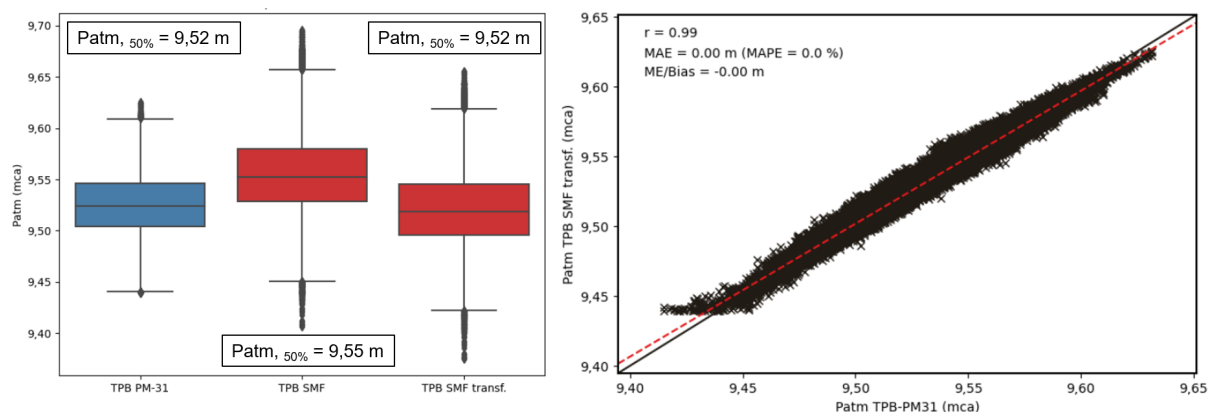 Patm, 50% = 9,52 m
Patm, 50% = 9,52 m
Patm, 50% = 9,55 m
Patm (mca)
9,70
9,65
9,60
9,55
9,50
9,45
9,40
TPB PM-31
TPB SMF
TPB SMF transf.
r = 0.99
MAE = 0.00 m (MAPE = 0.0 %)
ME/Bias = -0.00 m
Patm TPB SMF transf. (mca)
9,65
9,60
9,55
9,50
9,45
9,40
9,40
9,45
9,50
9,55
9,60
9,65
Patm TPB-PM31 (mca)